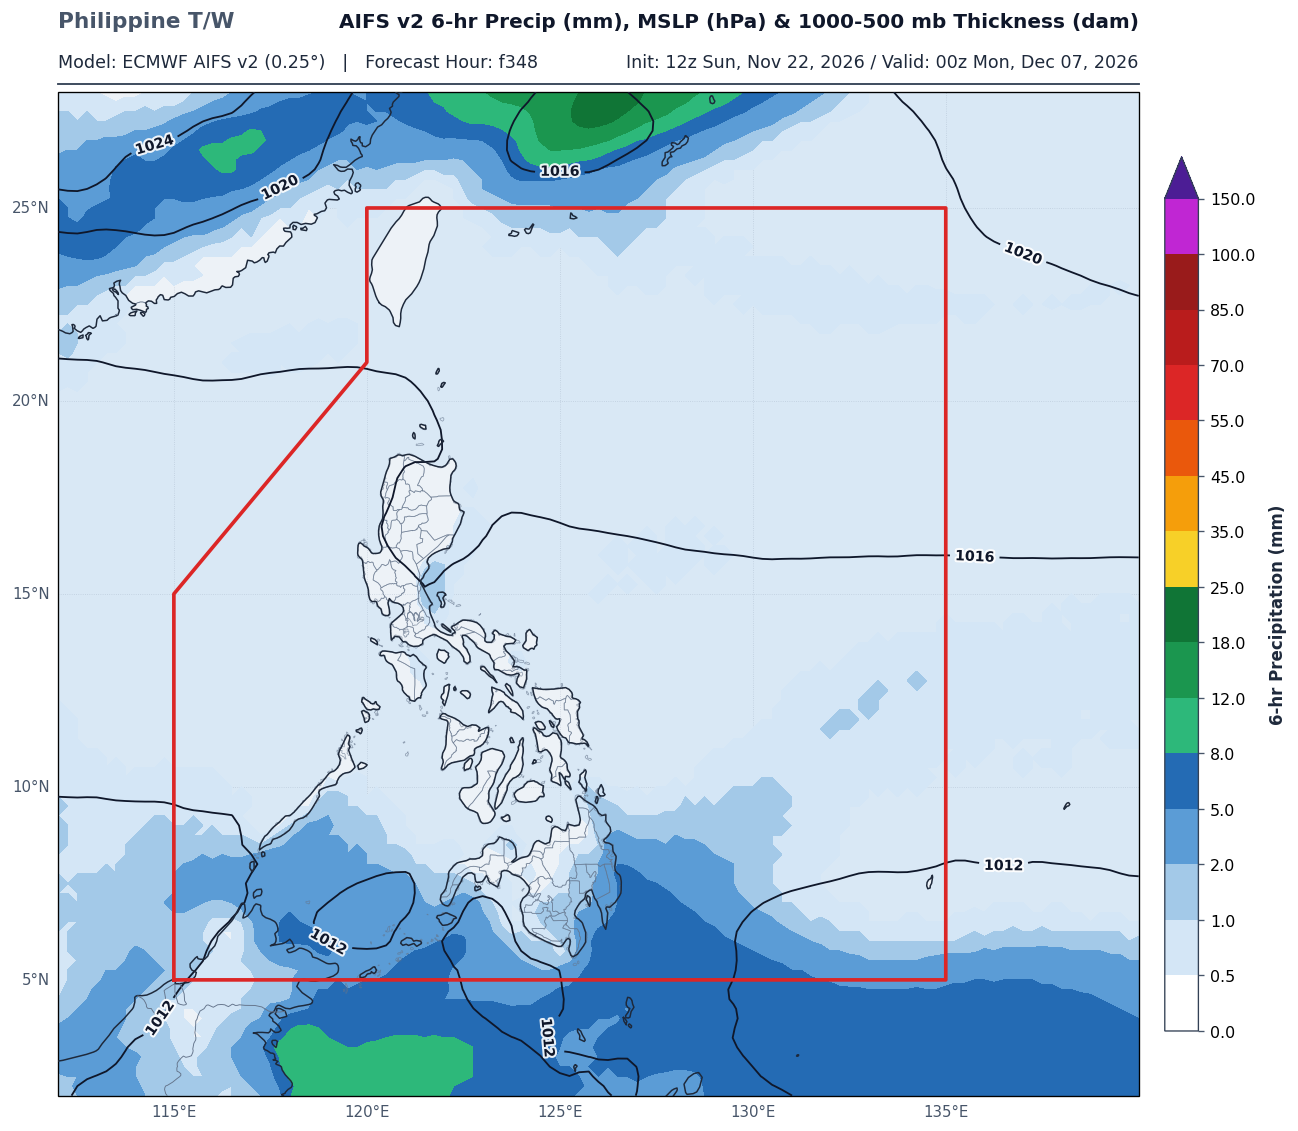 Philippine T/W
AIFS v2 6-hr Precip (mm), MSLP (hPa) & 1000-500 mb Thickness (dam)
Model: ECMWF AIFS v2 (0.25°) | Forecast Hour: f348
Init: 12z Sun, Nov 22, 2026 / Valid: 00z Mon, Dec 07, 2026
1024
1020
1016
1020
1016
1012
1012
1012
1012
25°N
20°N
15°N
10°N
5°N
115°E
120°E
125°E
130°E
135°E
150.0
100.0
85.0
70.0
55.0
45.0
35.0
25.0
18.0
12.0
8.0
5.0
2.0
1.0
0.5
0.0
6-hr Precipitation (mm)